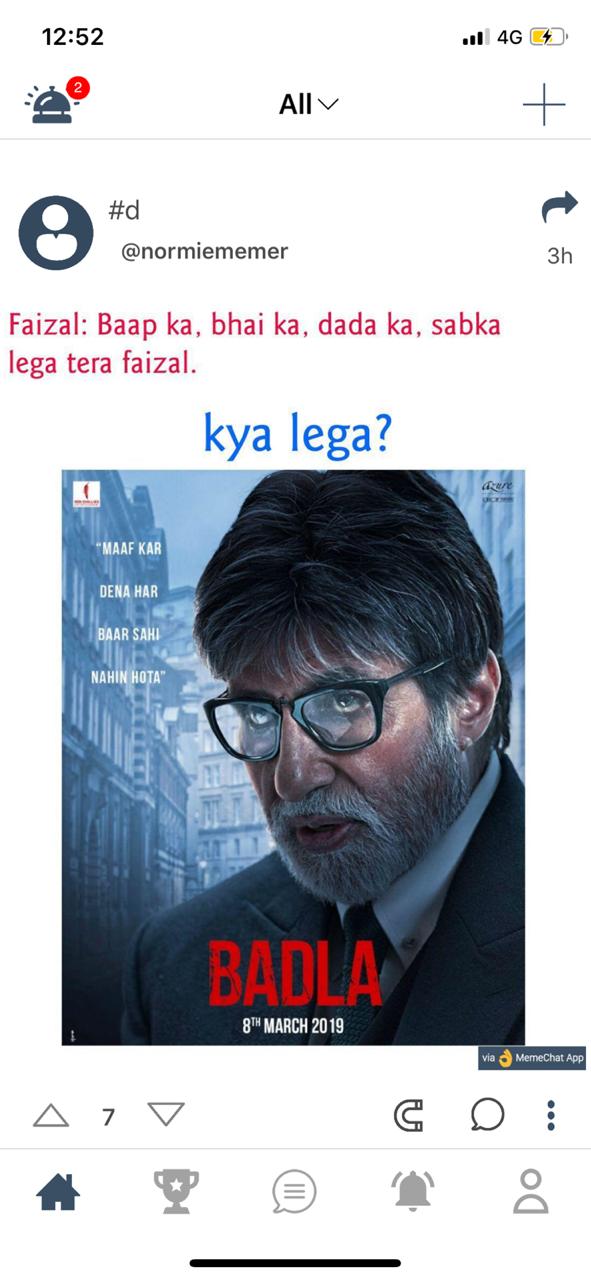 12:52
4G
2
All
#d
@normiememer
3h
Faizal: Baap ka, bhai ka, dada ka, sabka
lega tera faizal.
kya lega?
azure
"MAAF KAR
DENA HAR
BAAR SAHI
NAHIN HOTA"
BADLA
8TH MARCH 2019
via 👌 MemeChat App
7